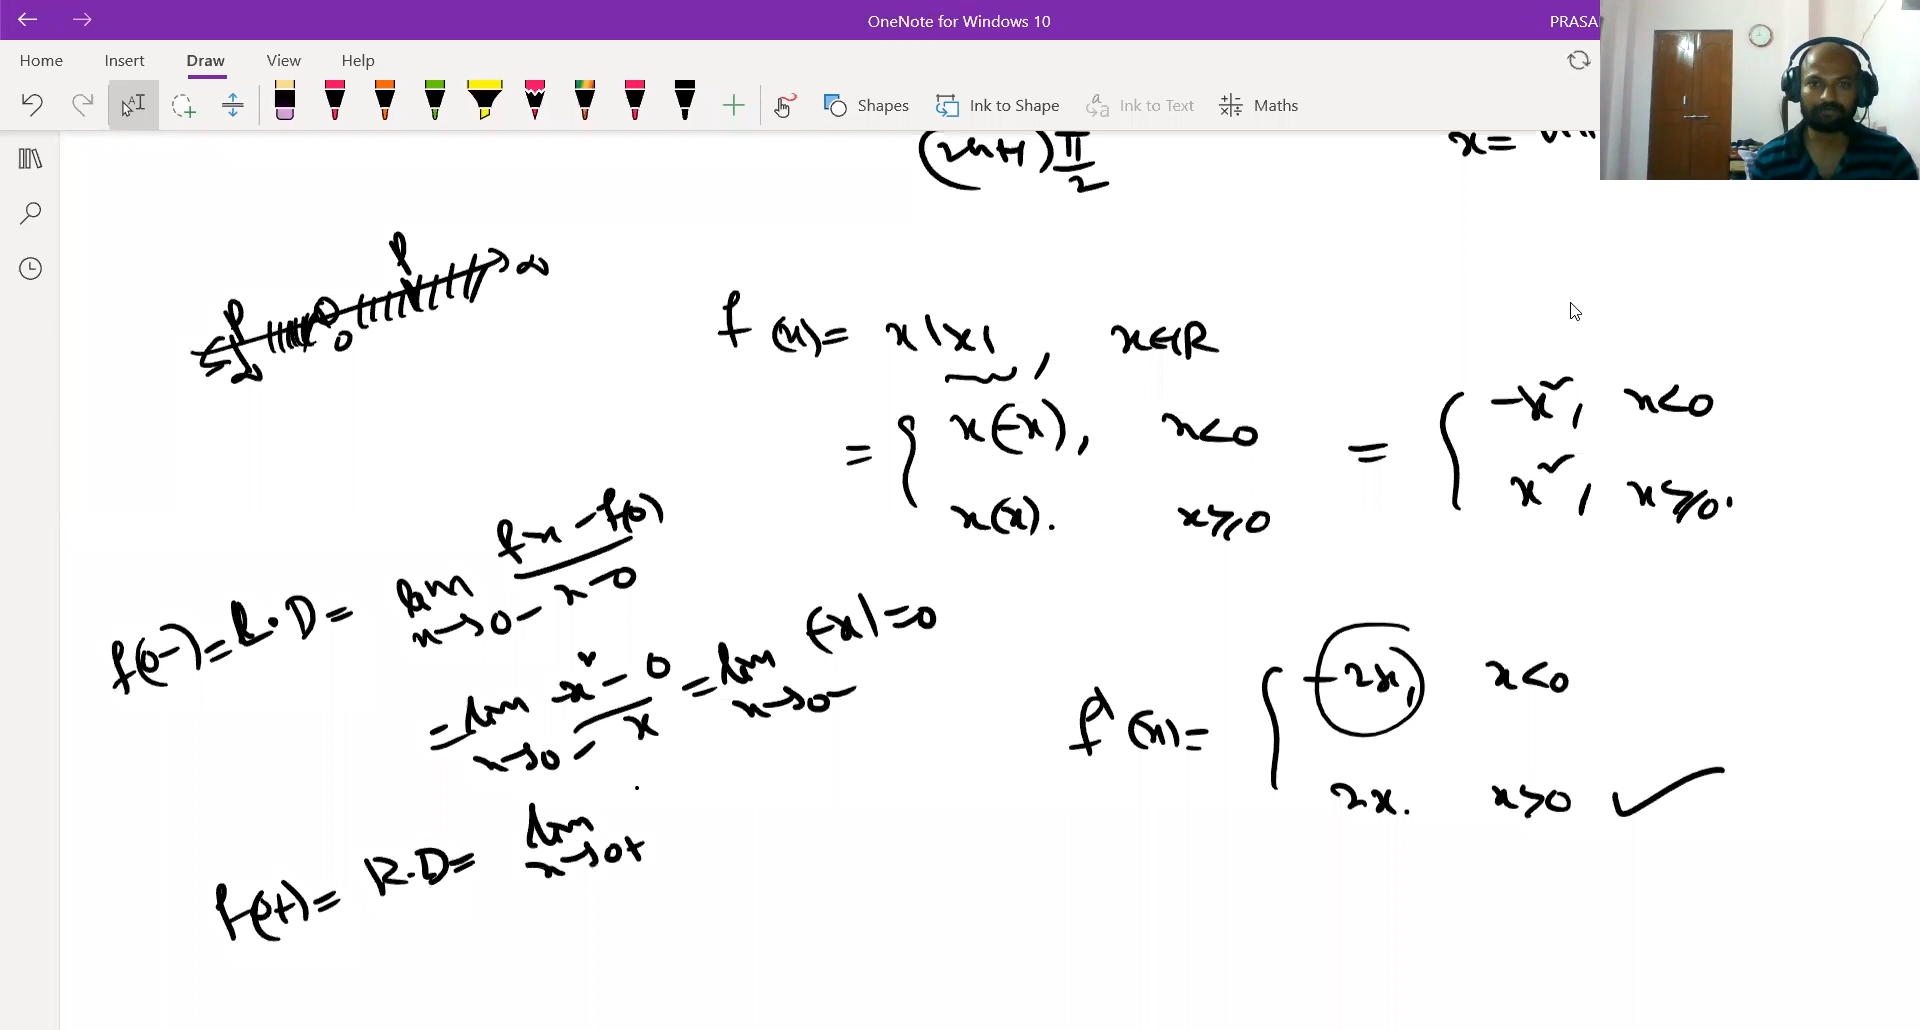 OneNote for Windows 10
PRASA
Home Insert Draw View Help
Shapes Ink to Shape Ink to Text Maths
(2n+1)π/2
x=
P
∞
P
0
f(x)= x|x|, x∈R
= { x(-x), x<0 = { -x², x<0
x(x). x≥0 x², x≥0.
f(0-)=L.D= lim x→0- f(x)-f(0)/x-0
= lim x→0- -x²-0/x = lim x→0- (-x)=0
f'(x)= { -2x, x<0
2x. x>0 ✓
f(0+)= R.D= lim x→0+